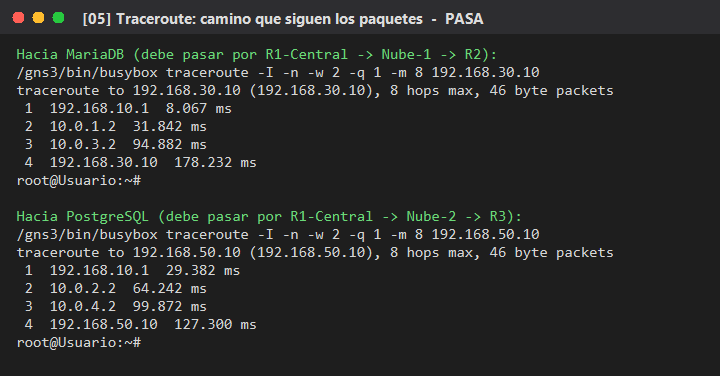 [05] Traceroute: camino que siguen los paquetes - PASA
Hacia MariaDB (debe pasar por R1-Central -> Nube-1 -> R2):
/gns3/bin/busybox traceroute -I -n -w 2 -q 1 -m 8 192.168.30.10
traceroute to 192.168.30.10 (192.168.30.10), 8 hops max, 46 byte packets
1 192.168.10.1 8.067 ms
2 10.0.1.2 31.842 ms
3 10.0.3.2 94.882 ms
4 192.168.30.10 178.232 ms
root@Usuario:~#
Hacia PostgreSQL (debe pasar por R1-Central -> Nube-2 -> R3):
/gns3/bin/busybox traceroute -I -n -w 2 -q 1 -m 8 192.168.50.10
traceroute to 192.168.50.10 (192.168.50.10), 8 hops max, 46 byte packets
1 192.168.10.1 29.382 ms
2 10.0.2.2 64.242 ms
3 10.0.4.2 99.872 ms
4 192.168.50.10 127.300 ms
root@Usuario:~#